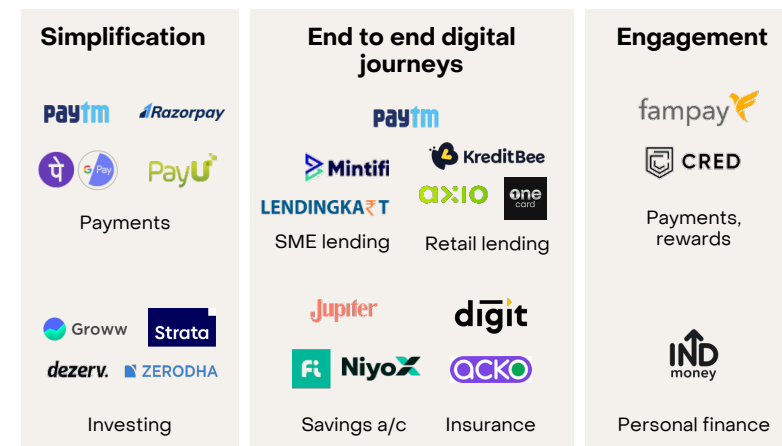 Simplification
paytm
Razorpay
पे
G Pay
PayU
Payments
Groww
Strata
dezerv.
ZERODHA
Investing
End to end digital
journeys
paytm
Mintifi
KreditBee
LENDINGKA₹T
axio
one
card
SME lending
Retail lending
Jupiter
digit
Fi
NiyoX
acko
Savings a/c
Insurance
Engagement
fampay
CRED
Payments,
rewards
IND
money
Personal finance